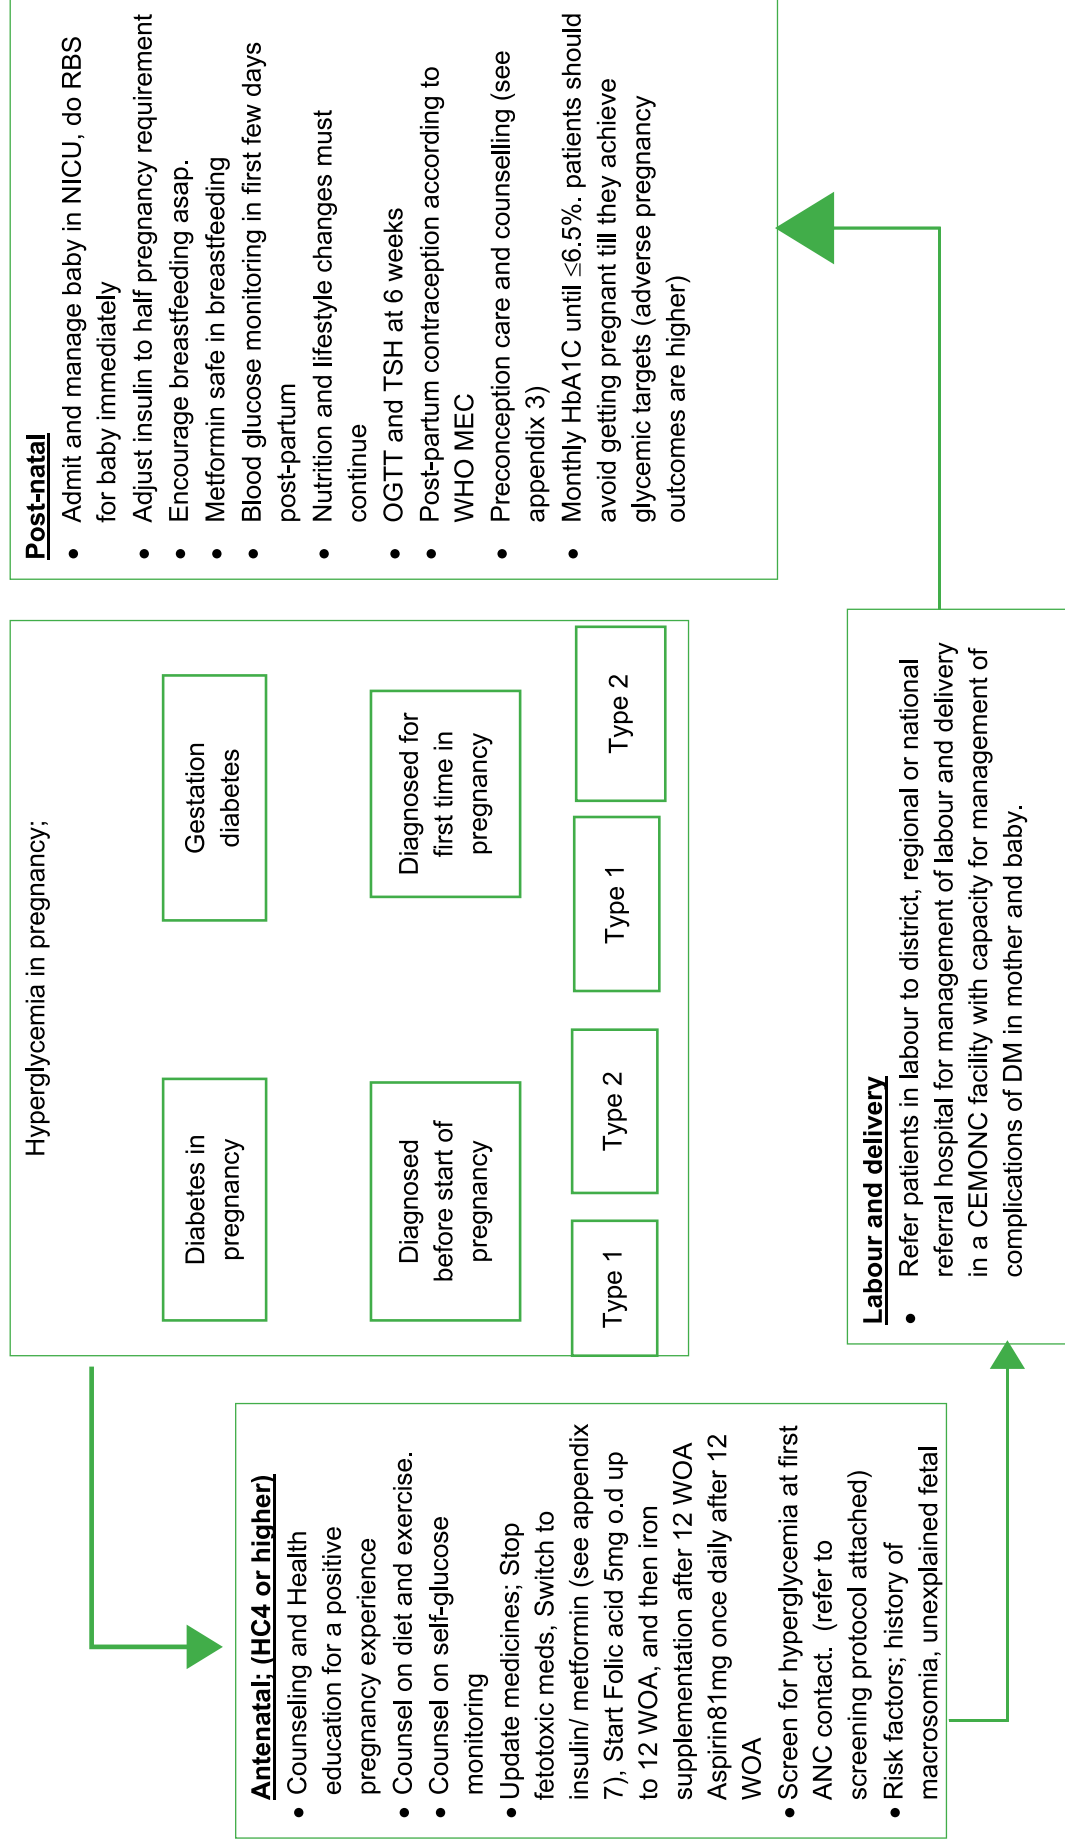 Hyperglycemia in pregnancy;
Diabetes in
pregnancy
Gestation
diabetes
Diagnosed
before start of
pregnancy
Diagnosed for
first time in
pregnancy
Type 1
Type 2
Type 1
Type 2
Antenatal; (HC4 or higher)
• Counseling and Health
education for a positive
pregnancy experience
• Counsel on diet and exercise.
• Counsel on self-glucose
monitoring
• Update medicines; Stop
fetotoxic meds, Switch to
insulin/ metformin (see appendix
7), Start Folic acid 5mg o.d up
to 12 WOA, and then iron
supplementation after 12 WOA
Aspirin81mg once daily after 12
WOA
• Screen for hyperglycemia at first
ANC contact. (refer to
screening protocol attached)
• Risk factors; history of
macrosomia, unexplained fetal
Labour and delivery
• Refer patients in labour to district, regional or national
referral hospital for management of labour and delivery
in a CEMONC facility with capacity for management of
complications of DM in mother and baby.
Post-natal
• Admit and manage baby in NICU, do RBS
for baby immediately
• Adjust insulin to half pregnancy requirement
• Encourage breastfeeding asap.
• Metformin safe in breastfeeding
• Blood glucose monitoring in first few days
post-partum
• Nutrition and lifestyle changes must
continue
• OGTT and TSH at 6 weeks
• Post-partum contraception according to
WHO MEC
• Preconception care and counselling (see
appendix 3)
• Monthly HbA1C until ≤6.5%. patients should
avoid getting pregnant till they achieve
glycemic targets (adverse pregnancy
outcomes are higher)